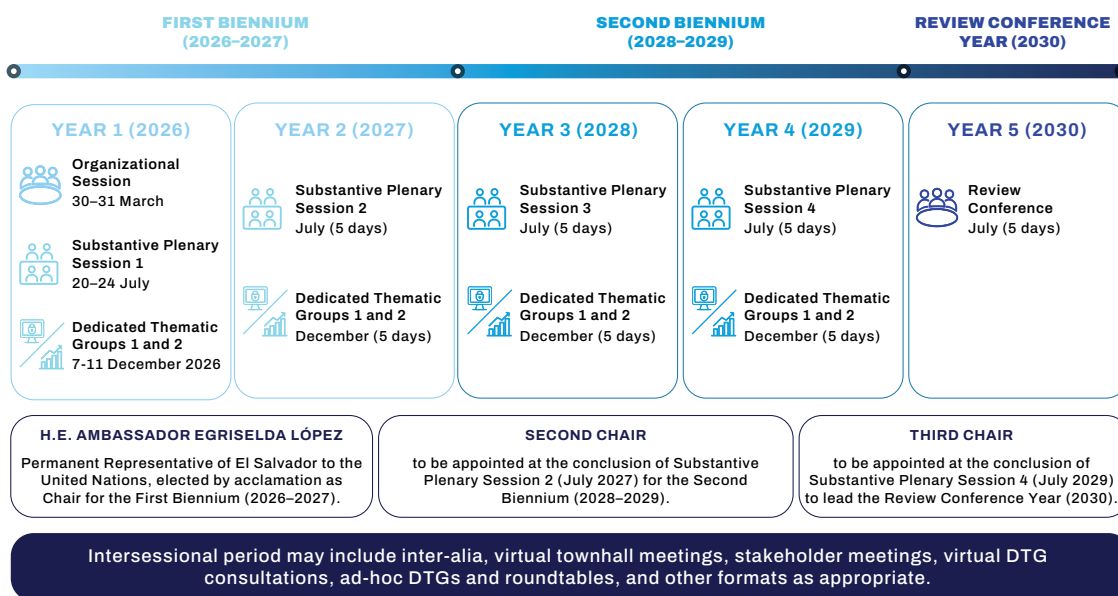 FIRST BIENNIUM
(2026–2027)
SECOND BIENNIUM
(2028–2029)
REVIEW CONFERENCE
YEAR (2030)
YEAR 1 (2026)
Organizational
Session
30–31 March
Substantive Plenary
Session 1
20–24 July
Dedicated Thematic
Groups 1 and 2
7-11 December 2026
YEAR 2 (2027)
Substantive Plenary
Session 2
July (5 days)
Dedicated Thematic
Groups 1 and 2
December (5 days)
YEAR 3 (2028)
Substantive Plenary
Session 3
July (5 days)
Dedicated Thematic
Groups 1 and 2
December (5 days)
YEAR 4 (2029)
Substantive Plenary
Session 4
July (5 days)
Dedicated Thematic
Groups 1 and 2
December (5 days)
YEAR 5 (2030)
Review
Conference
July (5 days)
H.E. AMBASSADOR EGRISELDA LÓPEZ
Permanent Representative of El Salvador to the
United Nations, elected by acclamation as
Chair for the First Biennium (2026–2027).
SECOND CHAIR
to be appointed at the conclusion of Substantive
Plenary Session 2 (July 2027) for the Second
Biennium (2028–2029).
THIRD CHAIR
to be appointed at the conclusion of
Substantive Plenary Session 4 (July 2029)
to lead the Review Conference Year (2030).
Intersessional period may include inter-alia, virtual townhall meetings, stakeholder meetings, virtual DTG
consultations, ad-hoc DTGs and roundtables, and other formats as appropriate.